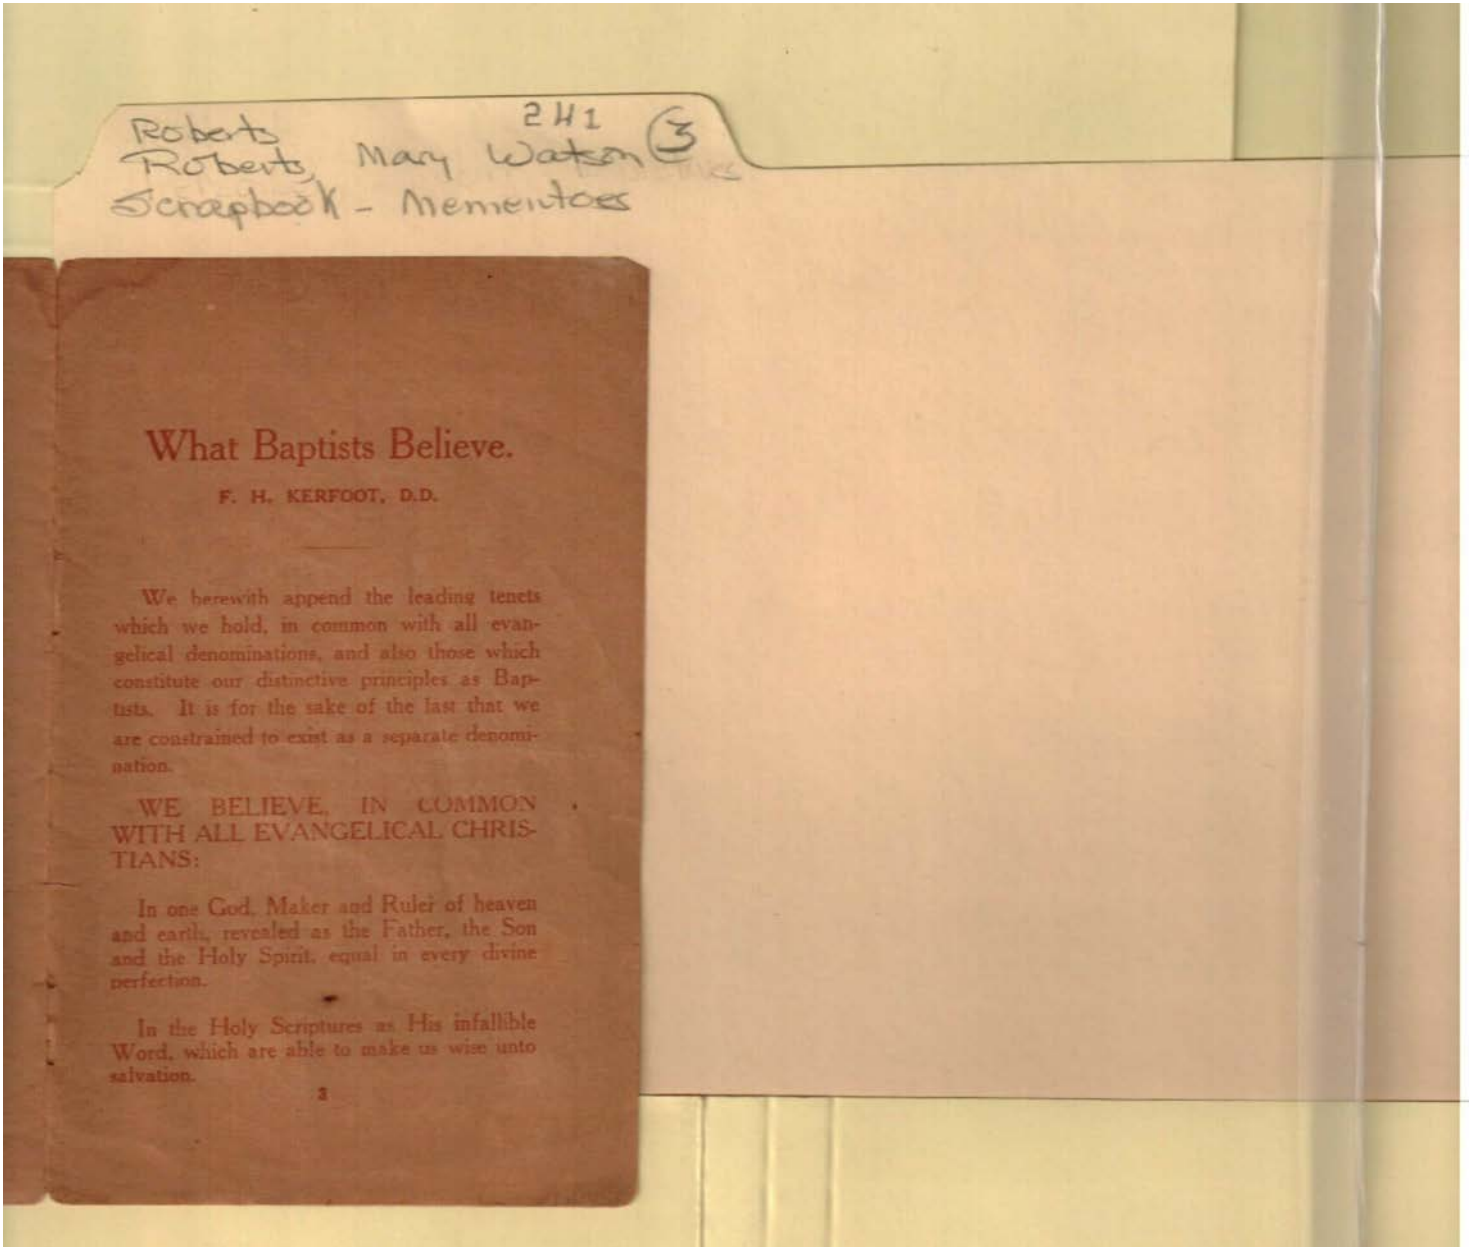 241
Roberts
Roberts, Mary Watson 3
Scrapbook - Mementoes
What Baptists Believe.
F. H. KERFOOT, D.D.
We herewith append the leading tenets
which we hold, in common with all evan-
gelical denominations, and also those which
constitute our distinctive principles as Bap-
tists. It is for the sake of the last that we
are constrained to exist as a separate denomi-
nation.
WE BELIEVE, IN COMMON
WITH ALL EVANGELICAL CHRIS-
TIANS:
In one God, Maker and Ruler of heaven
and earth, revealed as the Father, the Son
and the Holy Spirit, equal in every divine
perfection.
In the Holy Scriptures as His infallible
Word, which are able to make us wise unto
salvation.
3